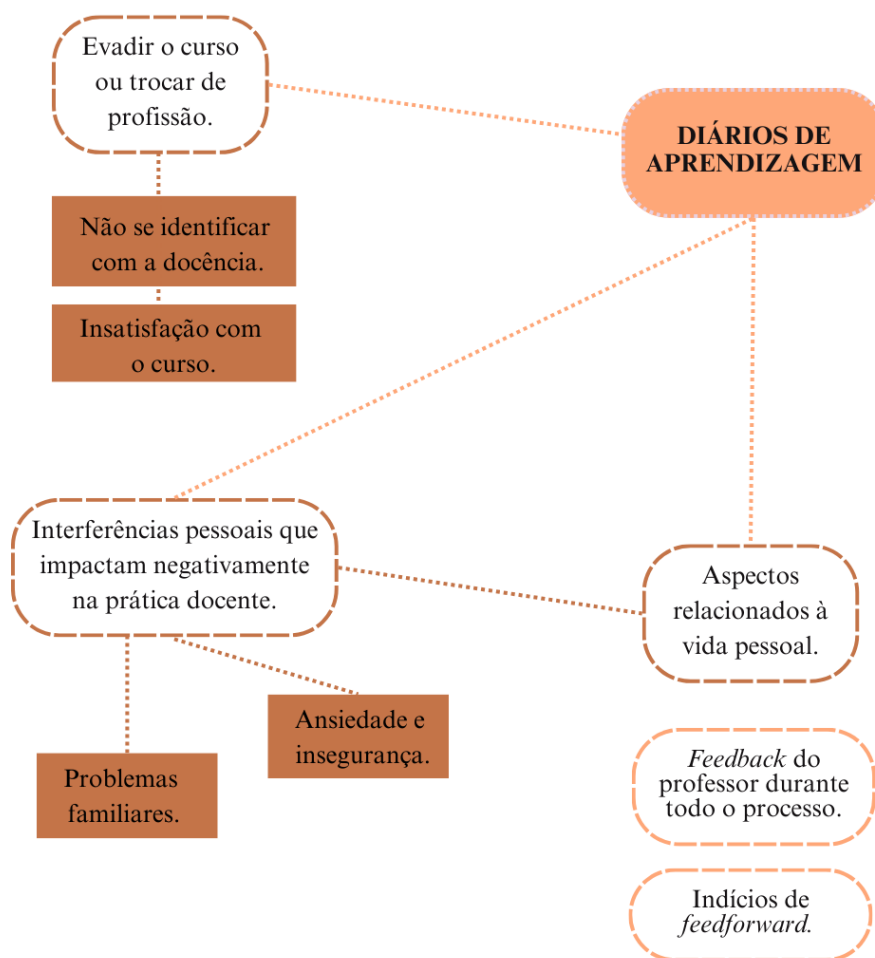 Evadir o curso
ou trocar de
profissão.
DIÁRIOS DE
APRENDIZAGEM
Não se identificar
com a docência.
Insatisfação com
o curso.
Interferências pessoais que
impactam negativamente
na prática docente.
Aspectos
relacionados à
vida pessoal.
Ansiedade e
insegurança.
Problemas
familiares.
Feedback do
professor durante
todo o processo.
Indícios de
feedforward.